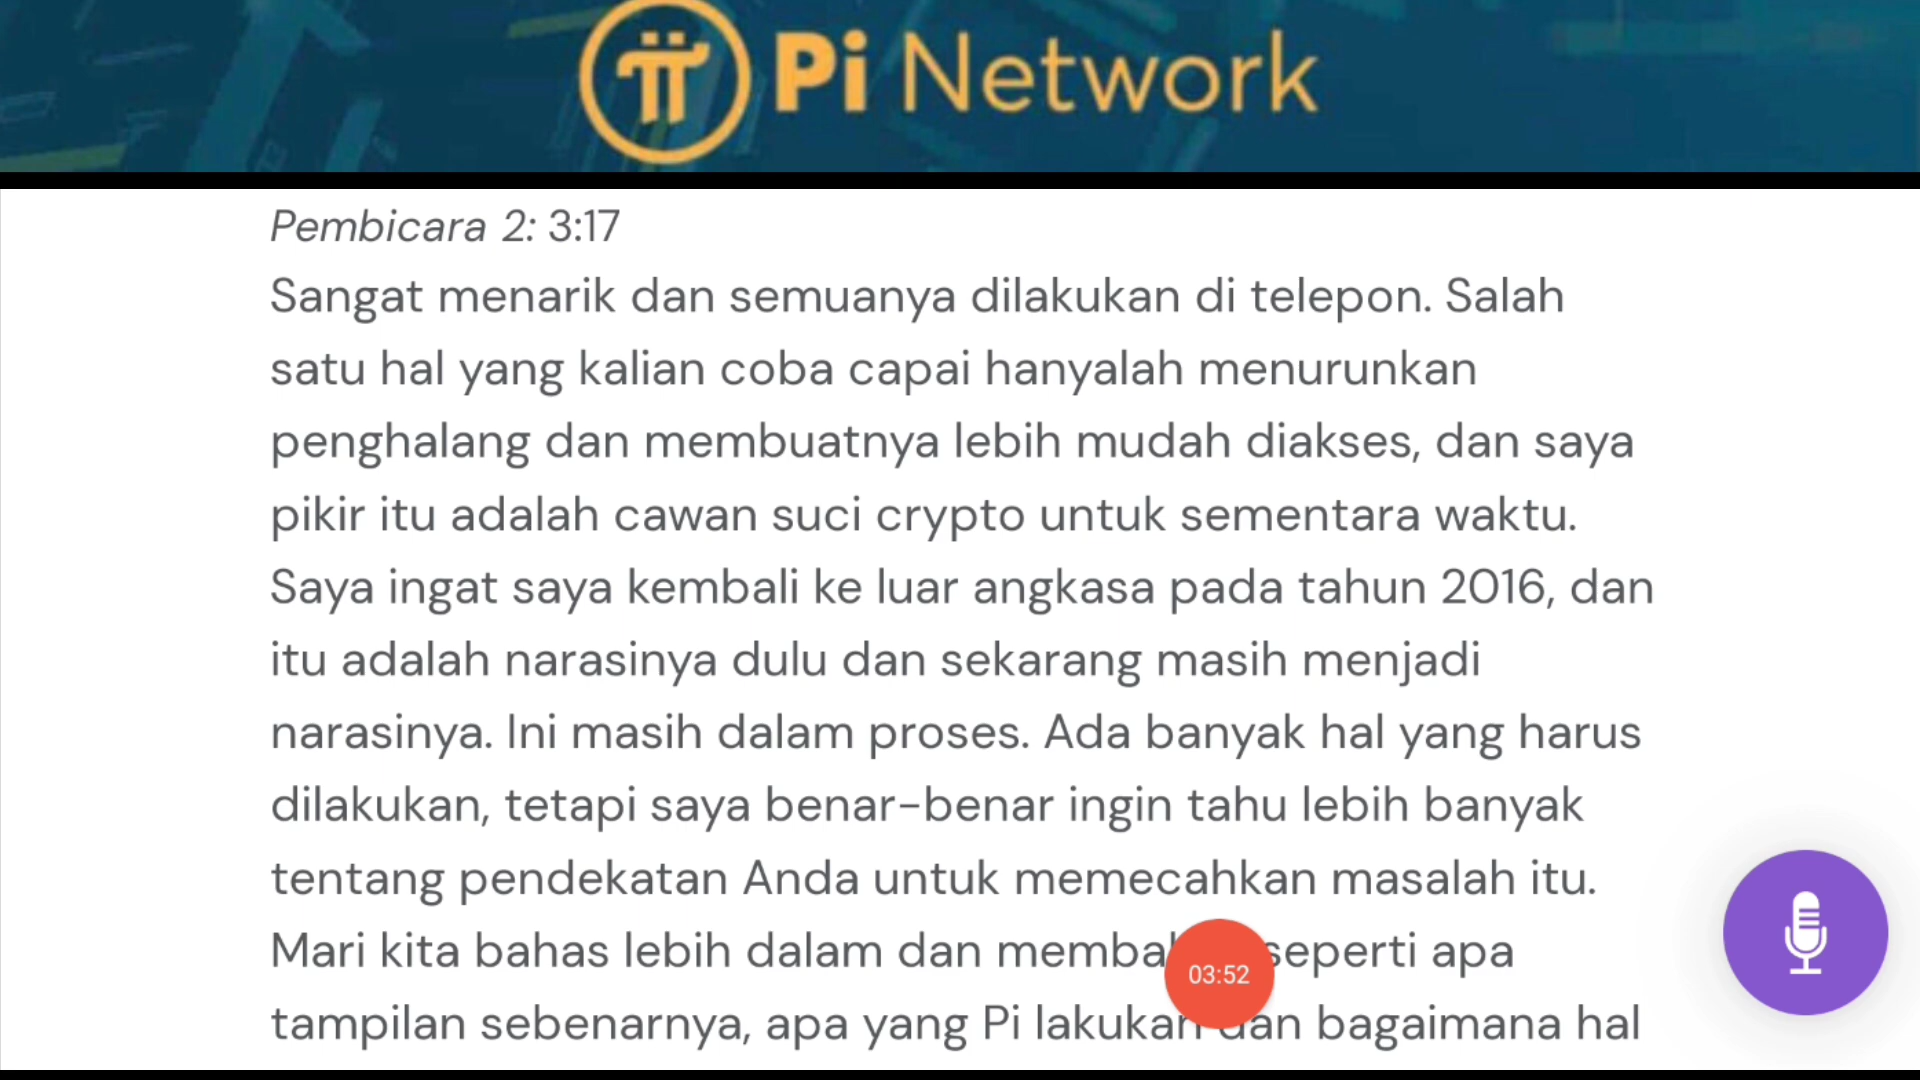 Pi Network
Pembicara 2: 3:17
Sangat menarik dan semuanya dilakukan di telepon. Salah
satu hal yang kalian coba capai hanyalah menurunkan
penghalang dan membuatnya lebih mudah diakses, dan saya
pikir itu adalah cawan suci crypto untuk sementara waktu.
Saya ingat saya kembali ke luar angkasa pada tahun 2016, dan
itu adalah narasinya dulu dan sekarang masih menjadi
narasinya. Ini masih dalam proses. Ada banyak hal yang harus
dilakukan, tetapi saya benar-benar ingin tahu lebih banyak
tentang pendekatan Anda untuk memecahkan masalah itu.
Mari kita bahas lebih dalam dan seperti apa
03:52
tampilan sebenarnya, apa yang Pi lakukan dan bagaimana hal